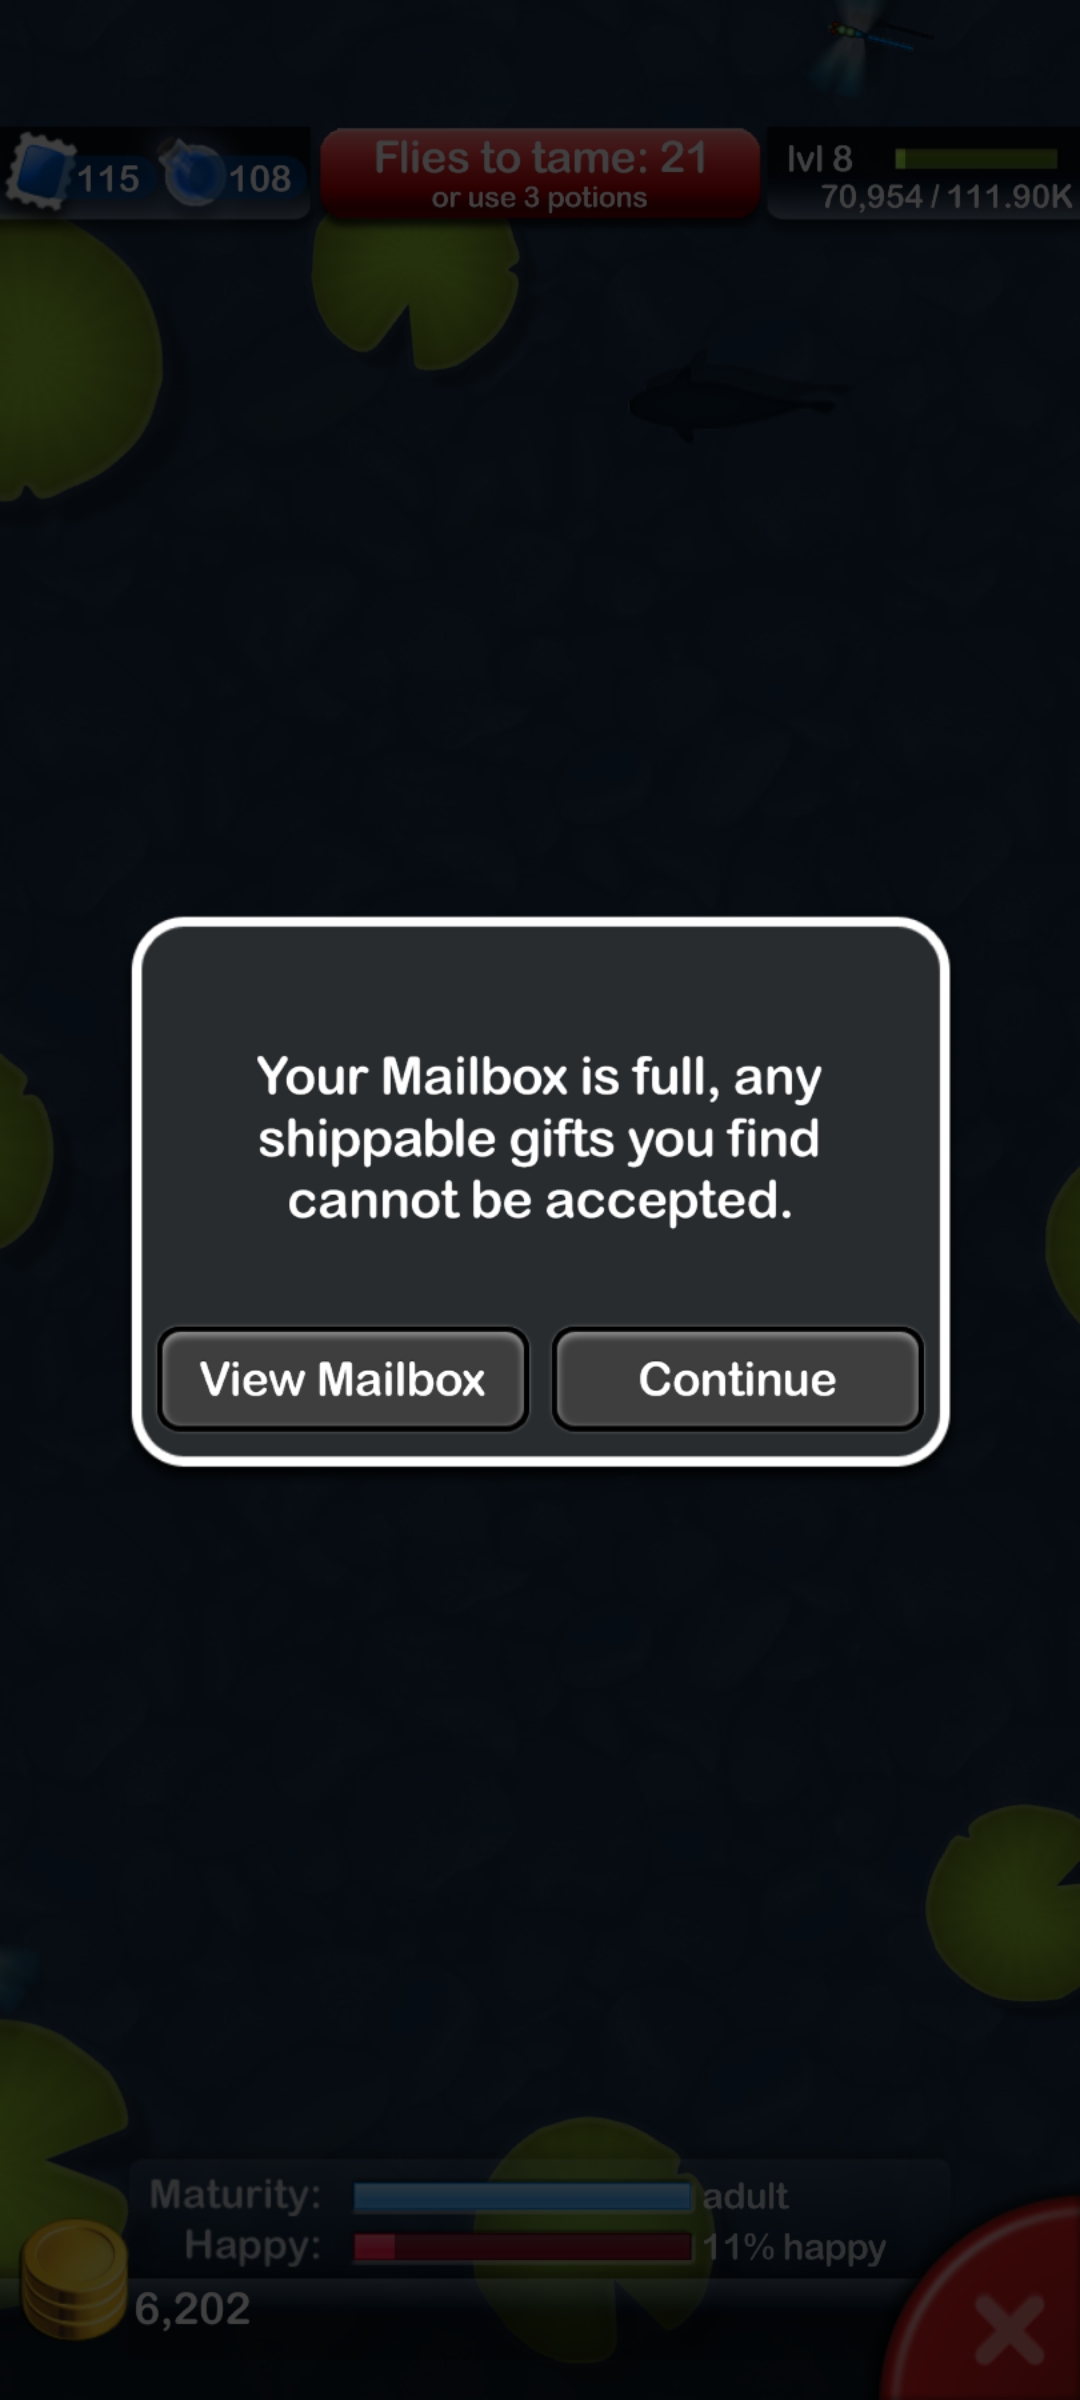 115
108
Flies to tame: 21
or use 3 potions
lvl 8
70,954 / 111.90K
Your Mailbox is full, any
shippable gifts you find
cannot be accepted.
View Mailbox
Continue
Maturity:
adult
Happy:
11% happy
6,202